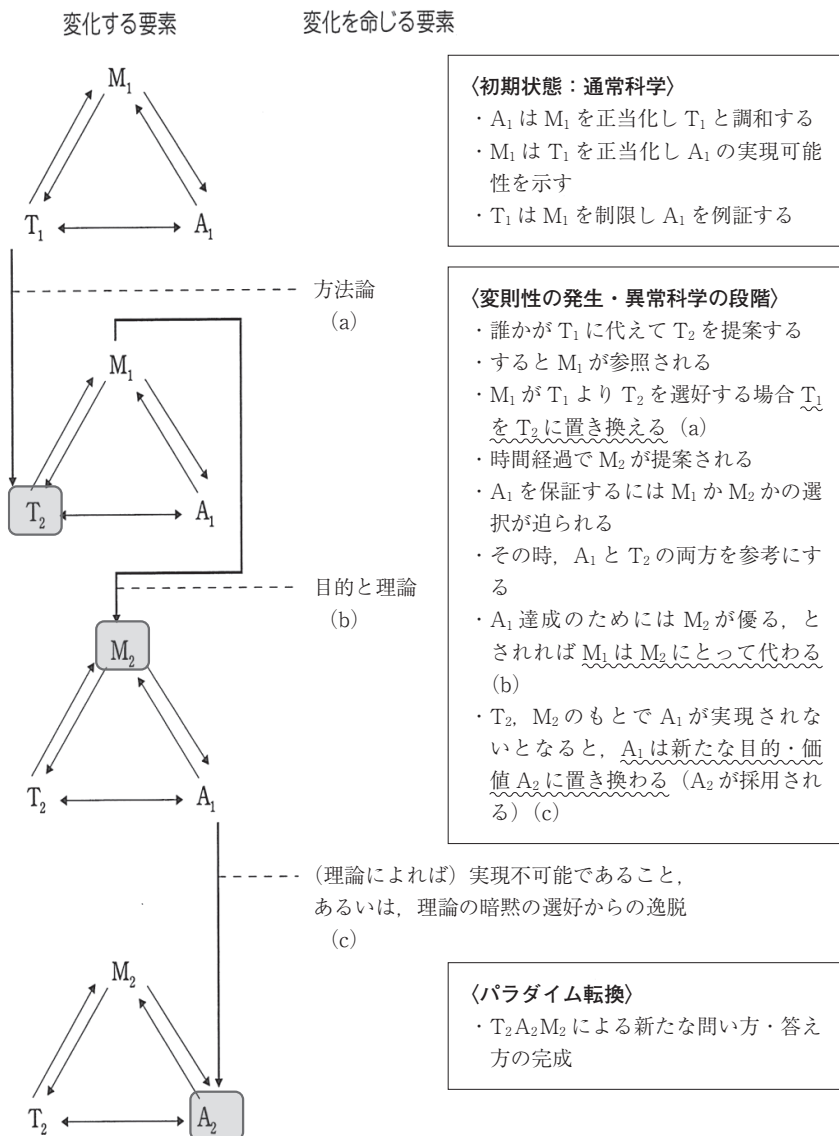 変化する要素 変化を命じる要素
M₁
T₁ A₁
〈初期状態：通常科学〉
・A₁ は M₁ を正当化し T₁ と調和する
・M₁ は T₁ を正当化し A₁ の実現可能
性を示す
・T₁ は M₁ を制限し A₁ を例証する
方法論
(a)
M₁
T₂ A₁
目的と理論
(b)
M₂
T₂ A₁
〈変則性の発生・異常科学の段階〉
・誰かが T₁ に代えて T₂ を提案する
・すると M₁ が参照される
・M₁ が T₁ より T₂ を選好する場合 T₁
を T₂ に置き換える (a)
・時間経過で M₂ が提案される
・A₁ を保証するには M₁ か M₂ かの選
択が迫られる
・その時，A₁ と T₂ の両方を参考にす
る
・A₁ 達成のためには M₂ が優る，と
されれば M₁ は M₂ にとって代わる
(b)
・T₂，M₂ のもとで A₁ が実現されな
いとなると，A₁ は新たな目的・価
値 A₂ に置き換わる（A₂ が採用され
る）(c)
（理論によれば）実現不可能であること，
あるいは，理論の暗黙の選好からの逸脱
(c)
M₂
T₂ A₂
〈パラダイム転換〉
・T₂A₂M₂ による新たな問い方・答え
方の完成